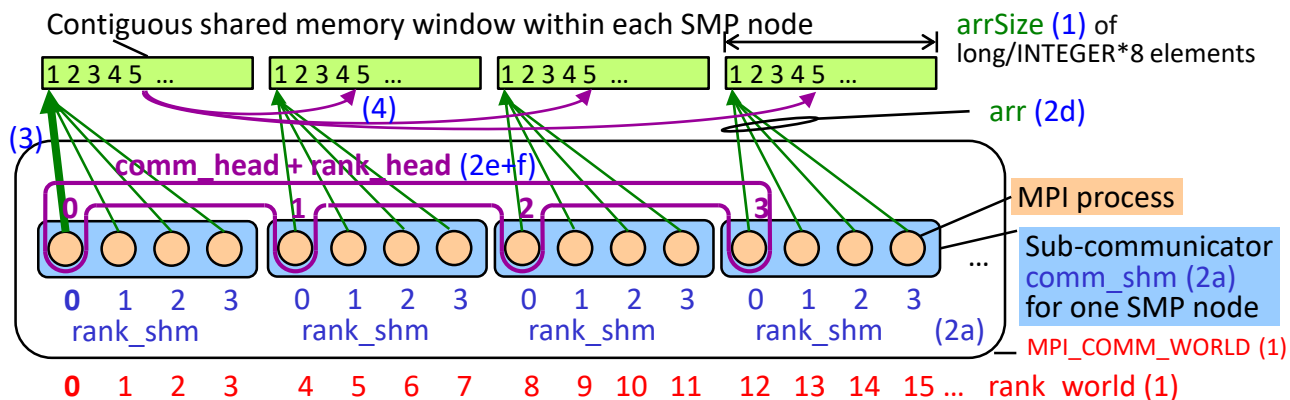 Contiguous shared memory window within each SMP node
arrSize (1) of
long/INTEGER*8 elements
1 2 3 4 5 ... 1 2 3 4 5 ... 1 2 3 4 5 ... 1 2 3 4 5 ...
(4)
arr (2d)
(3)
comm_head + rank_head (2e+f)
0 1 2 3
MPI process
Sub-communicator
comm_shm (2a)
for one SMP node
...
0 1 2 3 0 1 2 3 0 1 2 3 0 1 2 3
rank_shm rank_shm rank_shm rank_shm (2a)
MPI_COMM_WORLD (1)
0 1 2 3 4 5 6 7 8 9 10 11 12 13 14 15 ... rank world (1)